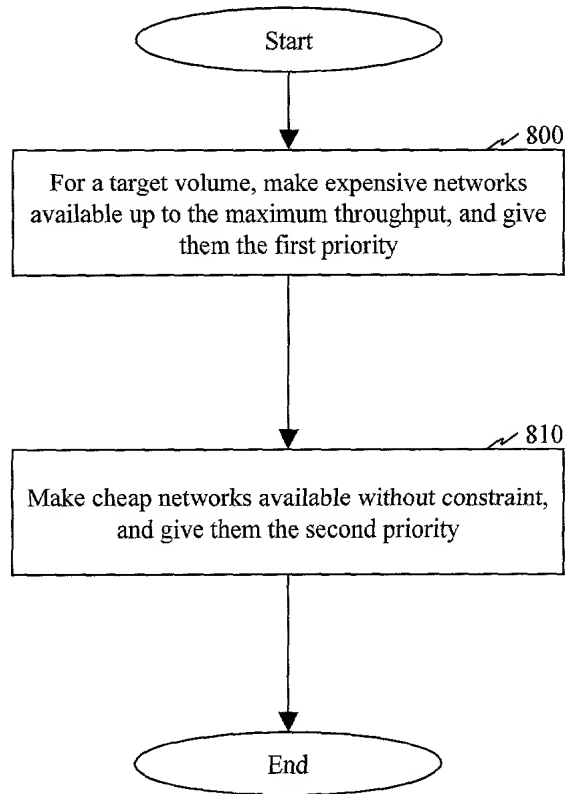 Start
800
For a target volume, make expensive networks
available up to the maximum throughput, and give
them the first priority
810
Make cheap networks available without constraint,
and give them the second priority
End